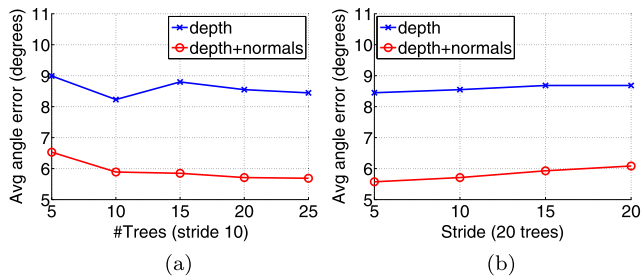 11
10
9
8
7
6
5
5 10 15 20 25
Avg angle error (degrees)
#Trees (stride 10)
depth
depth+normals
(a)
11
10
9
8
7
6
5
5 10 15 20
Avg angle error (degrees)
Stride (20 trees)
depth
depth+normals
(b)